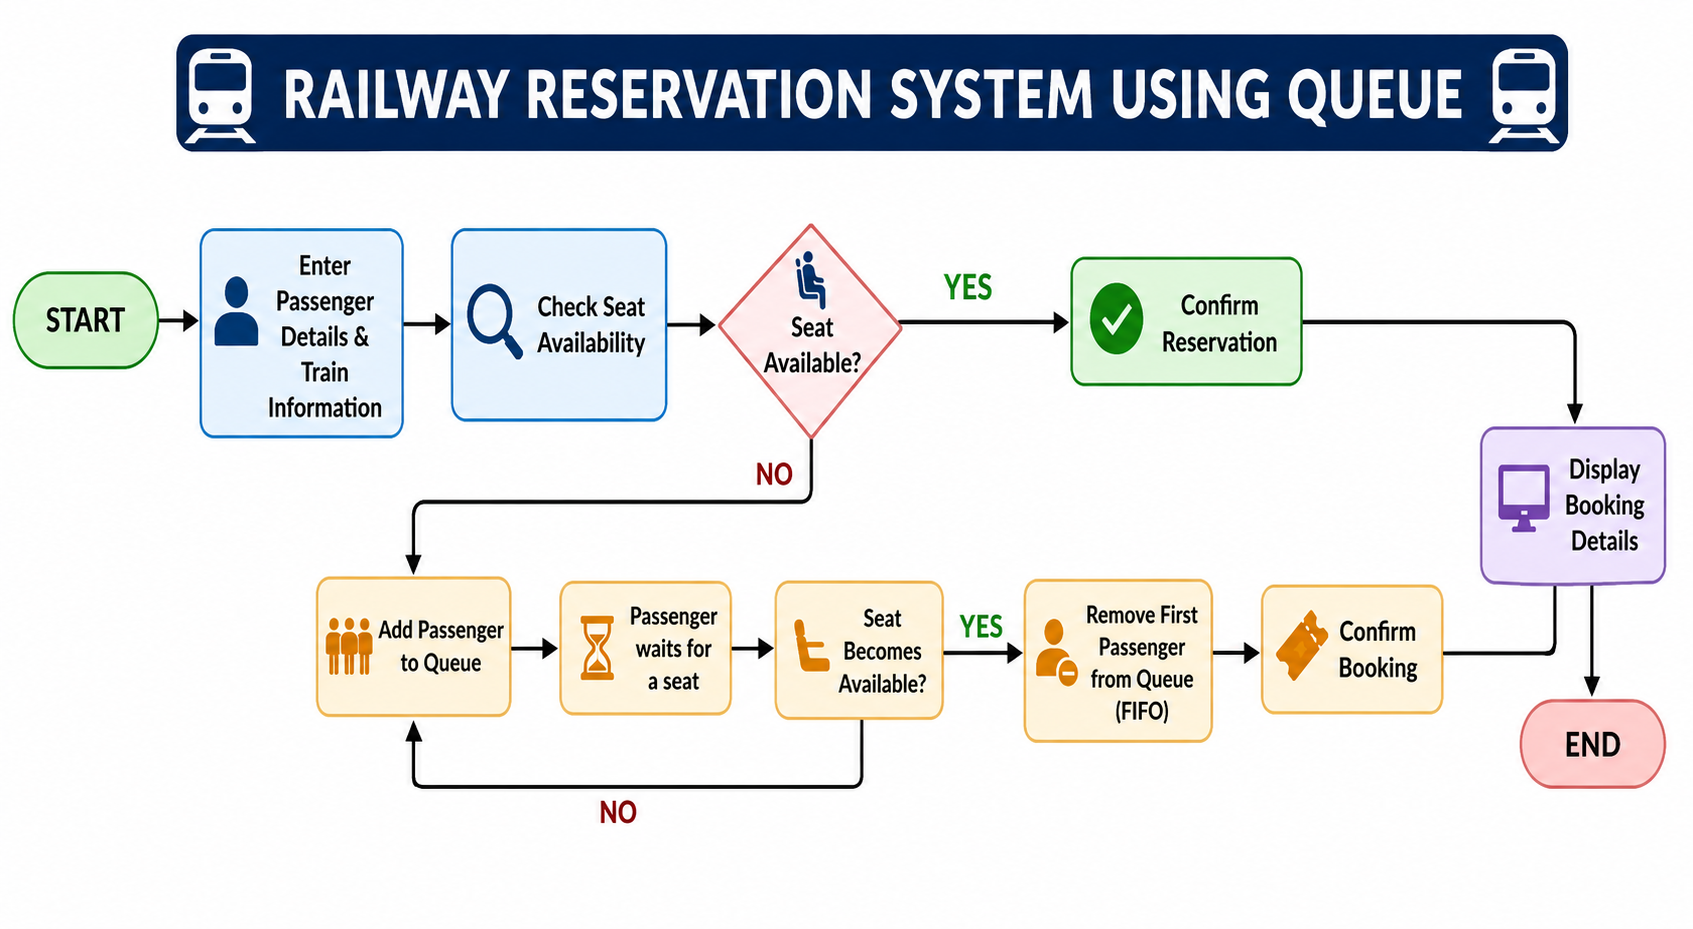 RAILWAY RESERVATION SYSTEM USING QUEUE
START
Enter
Passenger
Details &
Train
Information
Check Seat
Availability
Seat
Available?
YES
Confirm
Reservation
NO
Display
Booking
Details
Add Passenger
to Queue
Passenger
waits for
a seat
Seat
Becomes
Available?
YES
Remove First
Passenger
from Queue
(FIFO)
Confirm
Booking
END
NO